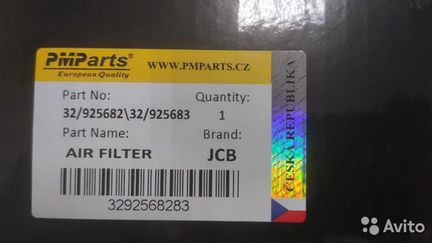 PMParts®
European Quality
WWW.PMPARTS.CZ
Part No: Quantity:
32/925682\32/925683 1
Part Name: Brand:
AIR FILTER JCB
3292568283
ČESKÁ REPUBLIKA
Avito